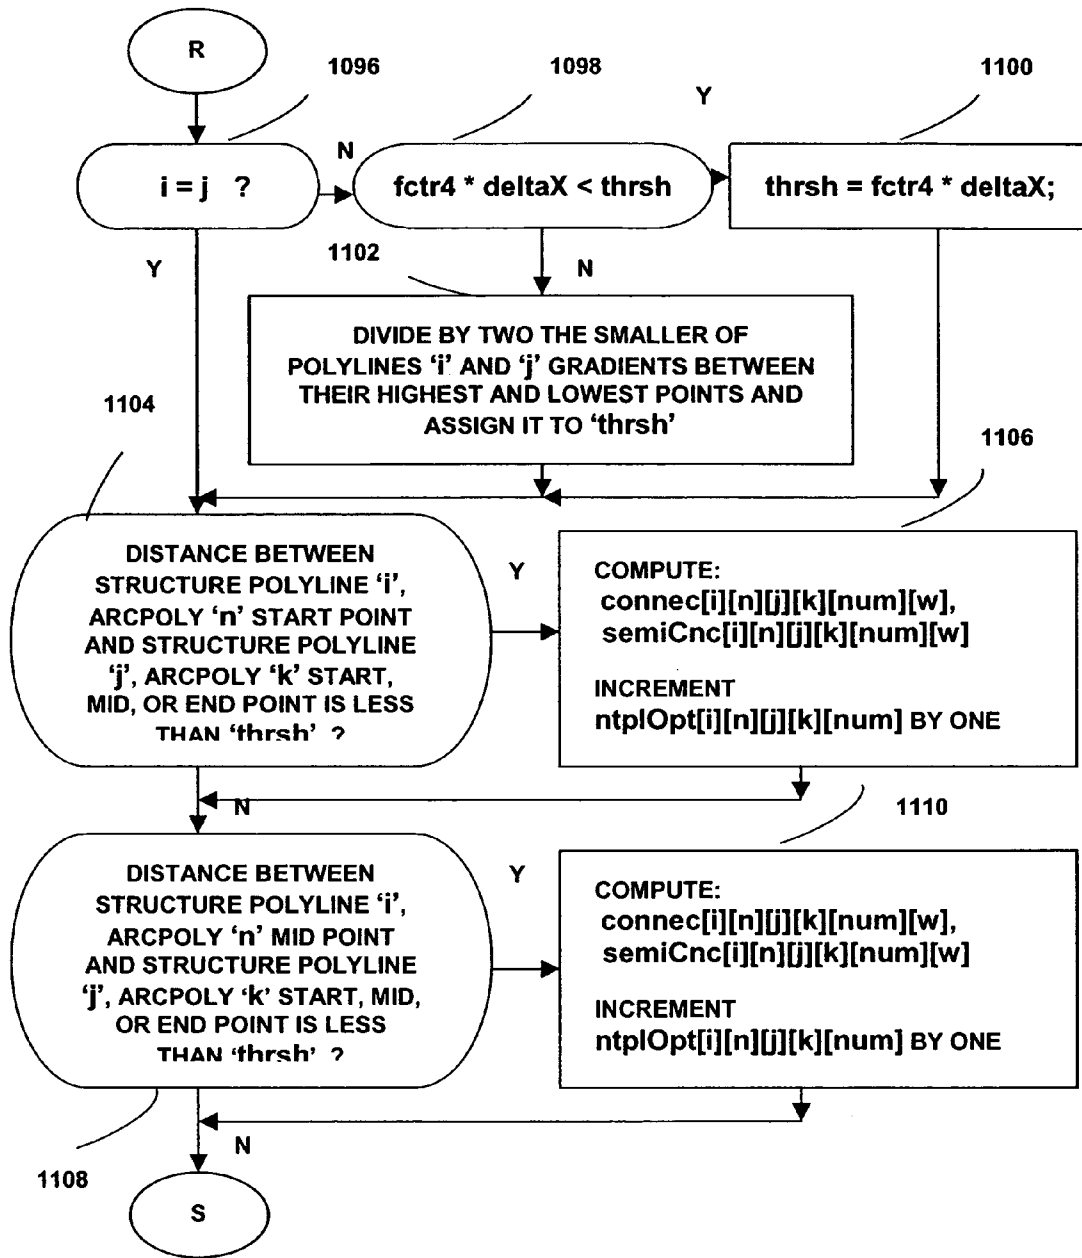 R
1096
1098
1100
Y
N
i = j ?
fctr4 * deltaX < thrsh
thrsh = fctr4 * deltaX;
1102
Y
N
DIVIDE BY TWO THE SMALLER OF
POLYLINES ‘i’ AND ‘j’ GRADIENTS BETWEEN
THEIR HIGHEST AND LOWEST POINTS AND
ASSIGN IT TO ‘thrsh’
1104
1106
DISTANCE BETWEEN
STRUCTURE POLYLINE ‘i’,
ARCPOLY ‘n’ START POINT
AND STRUCTURE POLYLINE
‘j’, ARCPOLY ‘k’ START,
MID, OR END POINT IS LESS
THAN ‘thrsh’ ?
Y
COMPUTE:
connec[i][n][j][k][num][w],
semiCnc[i][n][j][k][num][w]
INCREMENT
ntplOpt[i][n][j][k][num] BY ONE
N
1110
DISTANCE BETWEEN
STRUCTURE POLYLINE ‘i’,
ARCPOLY ‘n’ MID POINT
AND STRUCTURE POLYLINE
‘j’, ARCPOLY ‘k’ START, MID,
OR END POINT IS LESS
THAN ‘thrsh’ ?
Y
COMPUTE:
connec[i][n][j][k][num][w],
semiCnc[i][n][j][k][num][w]
INCREMENT
ntplOpt[i][n][j][k][num] BY ONE
N
1108
S